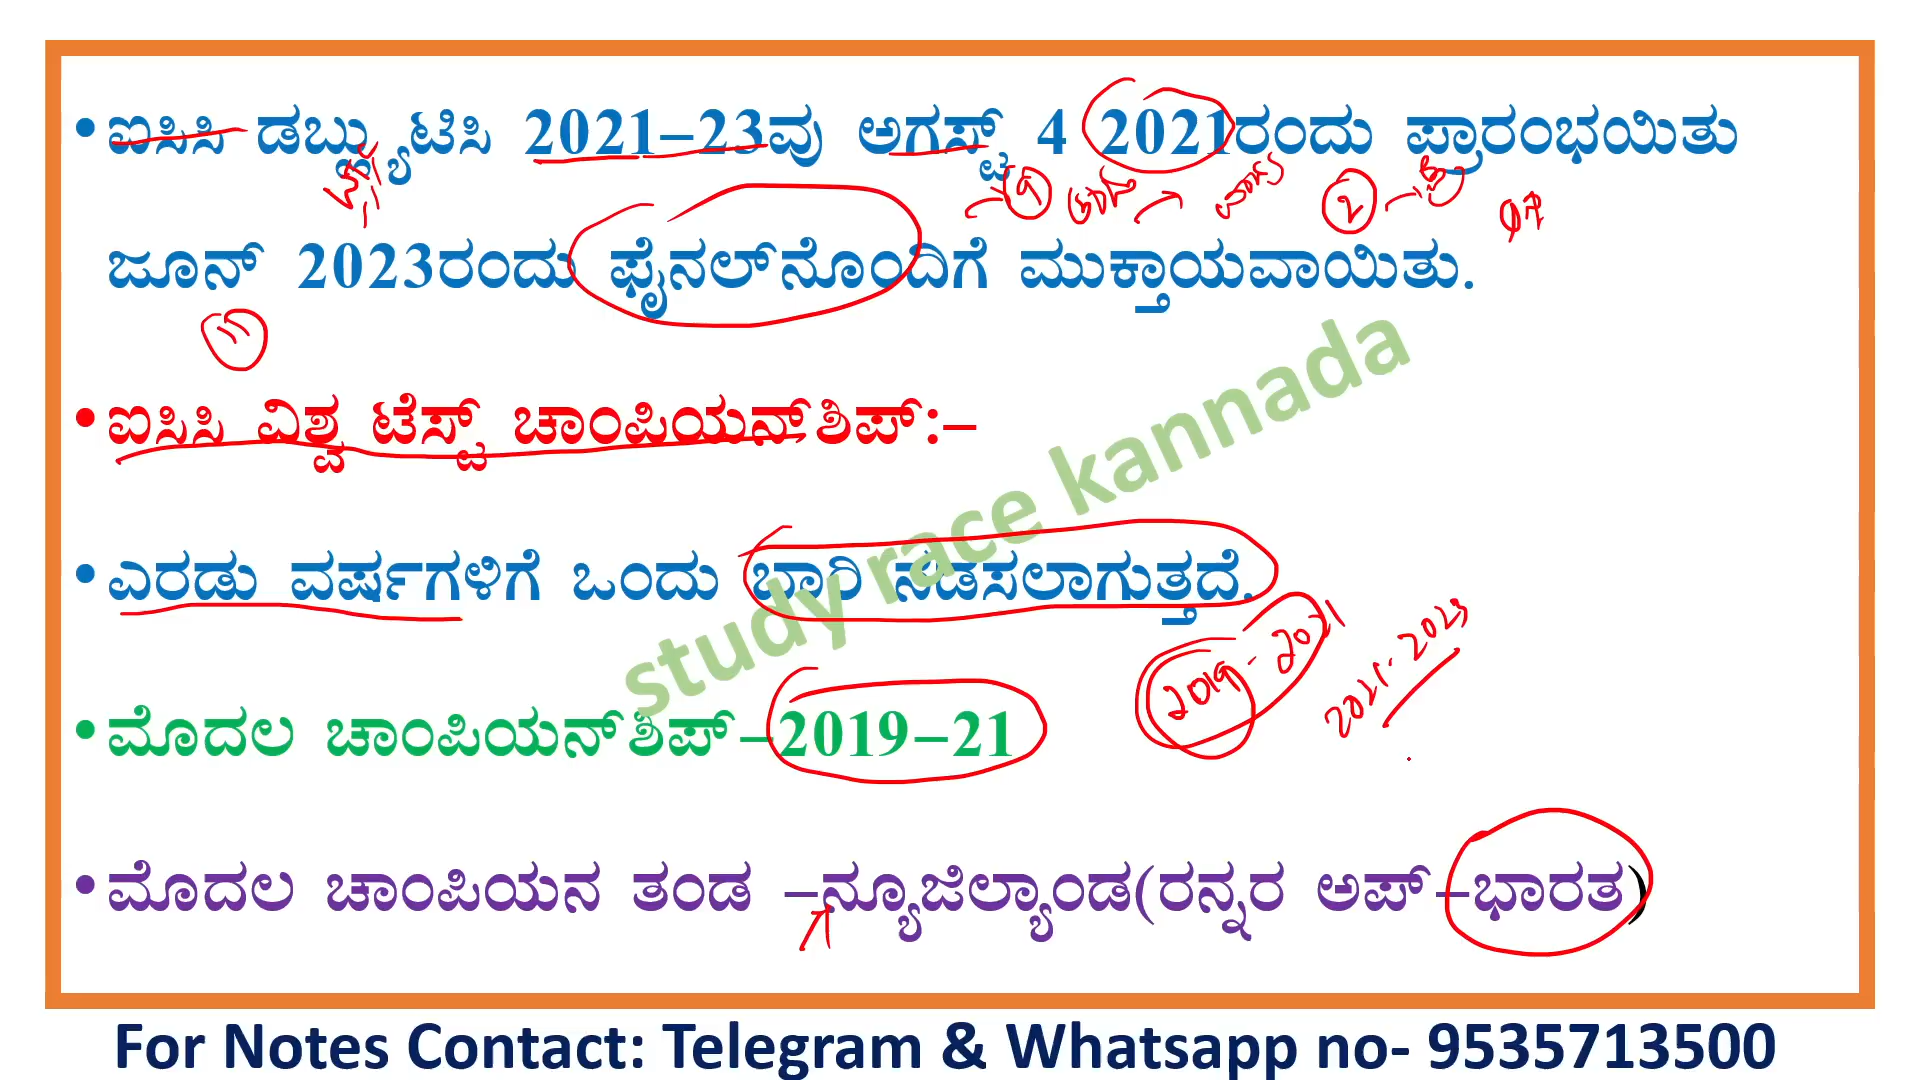 •ಐಸಿಸಿ ಡಬ್ಲ್ಯುಟಿಸಿ 2021–23ವು ಅಗಸ್ಟ್ 4 2021ರಂದು ಪ್ರಾರಂಭಯಿತು
ಜೂನ್ 2023ರಂದು ಫೈನಲ್‌ನೊಂದಿಗೆ ಮುಕ್ತಾಯವಾಯಿತು.
•ಐಸಿಸಿ ವಿಶ್ವ ಟೆಸ್ಟ್ ಚಾಂಪಿಯನ್‌ಶಿಪ್:–
•ಎರಡು ವರ್ಷಗಳಿಗೆ ಒಂದು ಬಾರಿ ನಡಸಲಾಗುತ್ತದೆ.
2019-2021
2021-2023
•ಮೊದಲ ಚಾಂಪಿಯನ್‌ಶಿಪ್–2019–21
•ಮೊದಲ ಚಾಂಪಿಯನ ತಂಡ –ನ್ಯೂಜಿಲ್ಯಾಂಡ(ರನ್ನರ ಅಪ್–ಭಾರತ)
study race kannada
For Notes Contact: Telegram & Whatsapp no- 9535713500